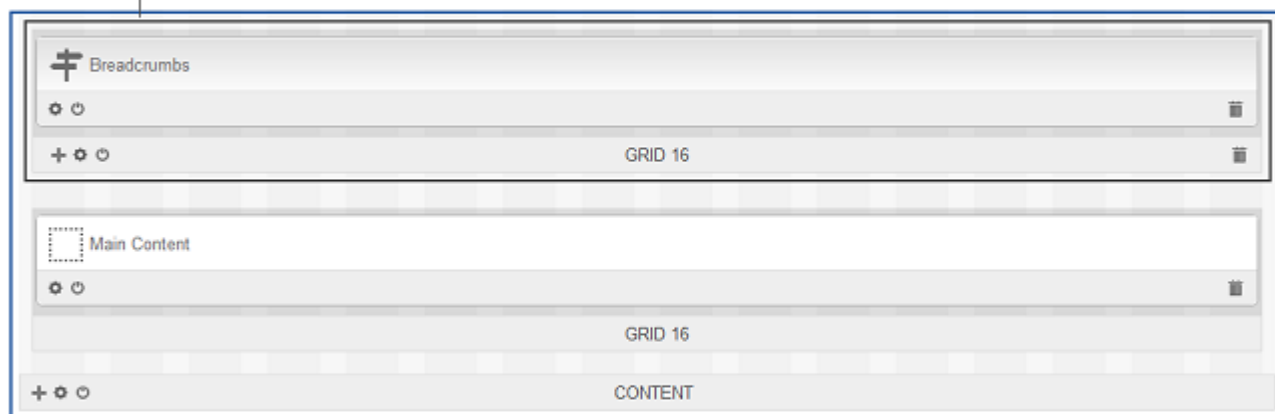 Breadcrumbs
GRID 16
Main Content
GRID 16
CONTENT